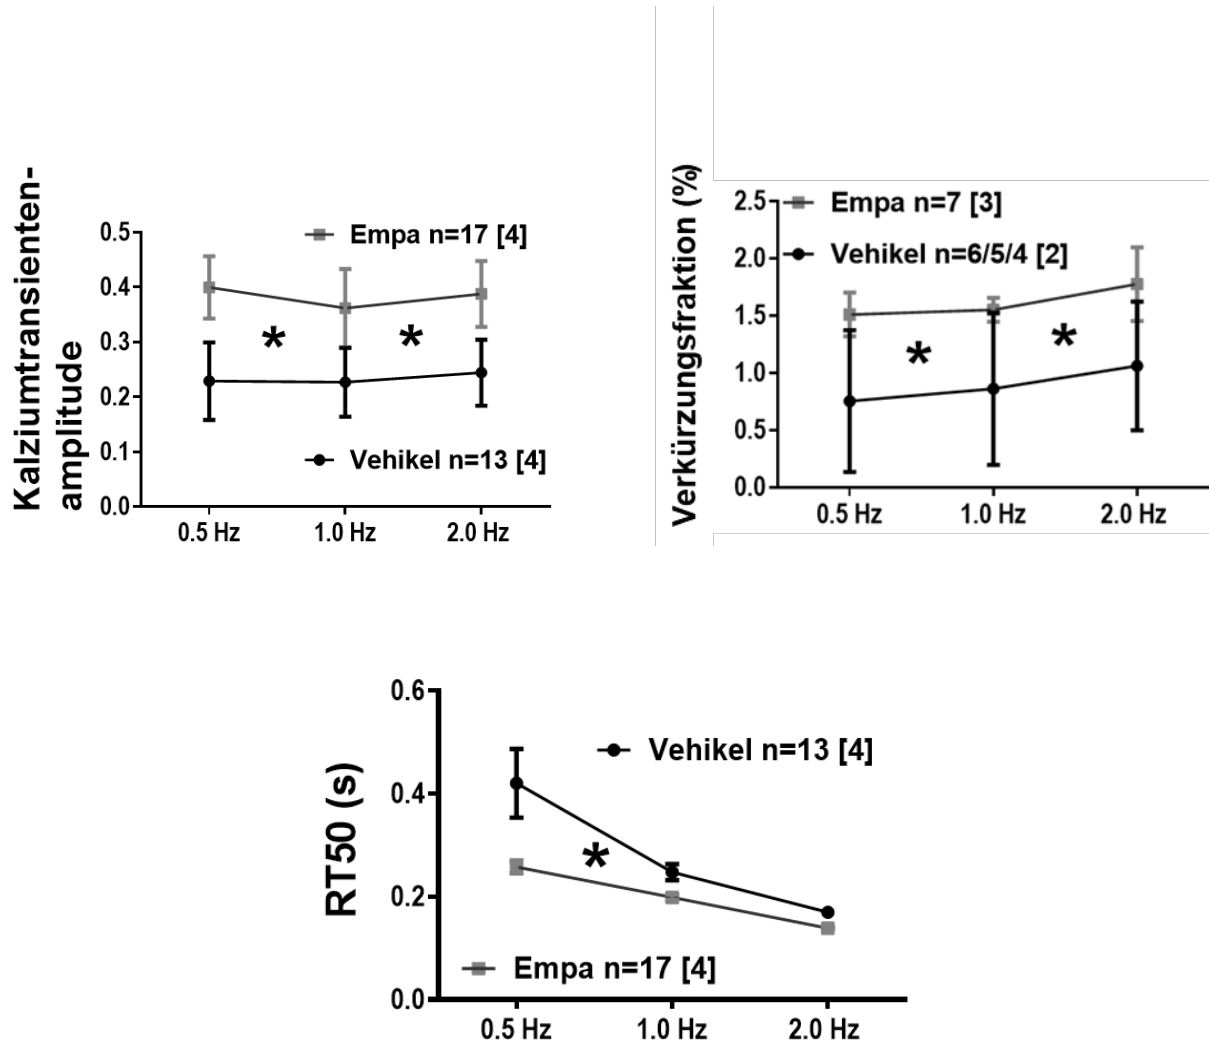 Kalziumtransienten-
amplitude
0.5
0.4
0.3
0.2
0.1
0.0
Empa n=17 [4]
*
*
Vehikel n=13 [4]
0.5 Hz
1.0 Hz
2.0 Hz
Verkürzungsfraktion (%)
2.5
2.0
1.5
1.0
0.5
0.0
Empa n=7 [3]
Vehikel n=6/5/4 [2]
*
*
0.5 Hz
1.0 Hz
2.0 Hz
RT50 (s)
0.6
0.4
0.2
0.0
Vehikel n=13 [4]
*
Empa n=17 [4]
0.5 Hz
1.0 Hz
2.0 Hz